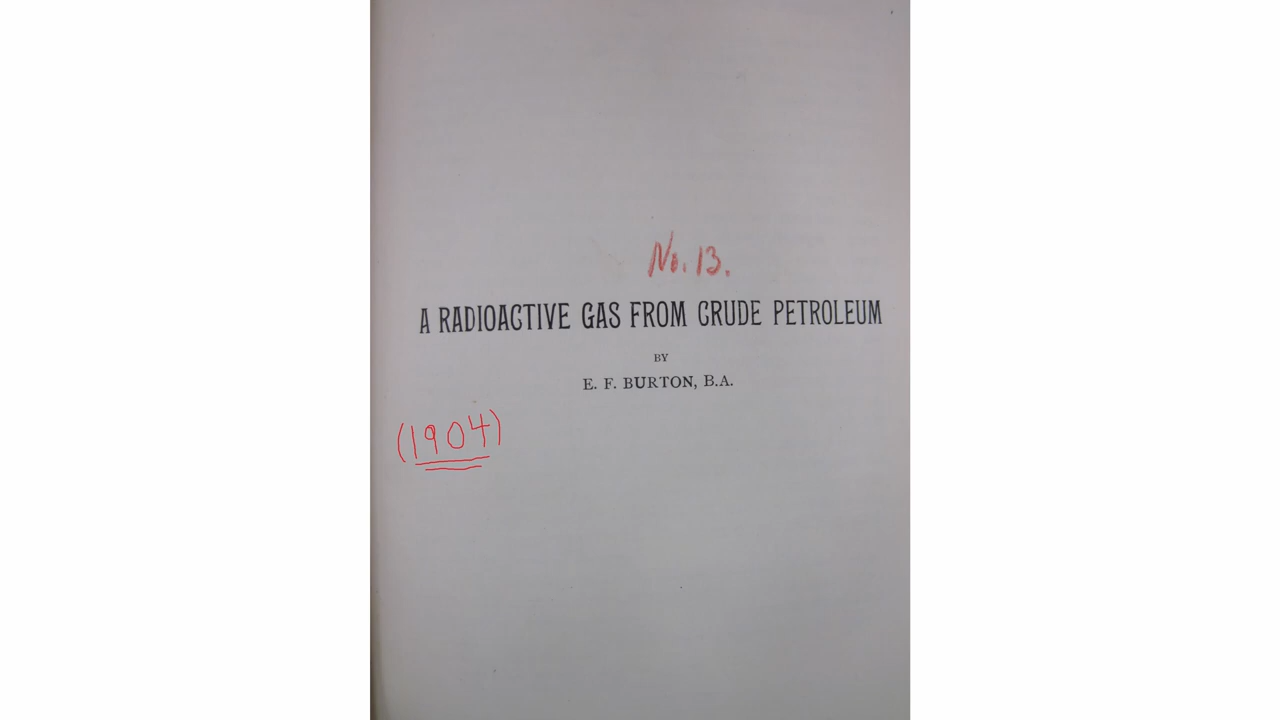 No. 13.
A RADIOACTIVE GAS FROM CRUDE PETROLEUM
BY
E. F. BURTON, B.A.
(1904)